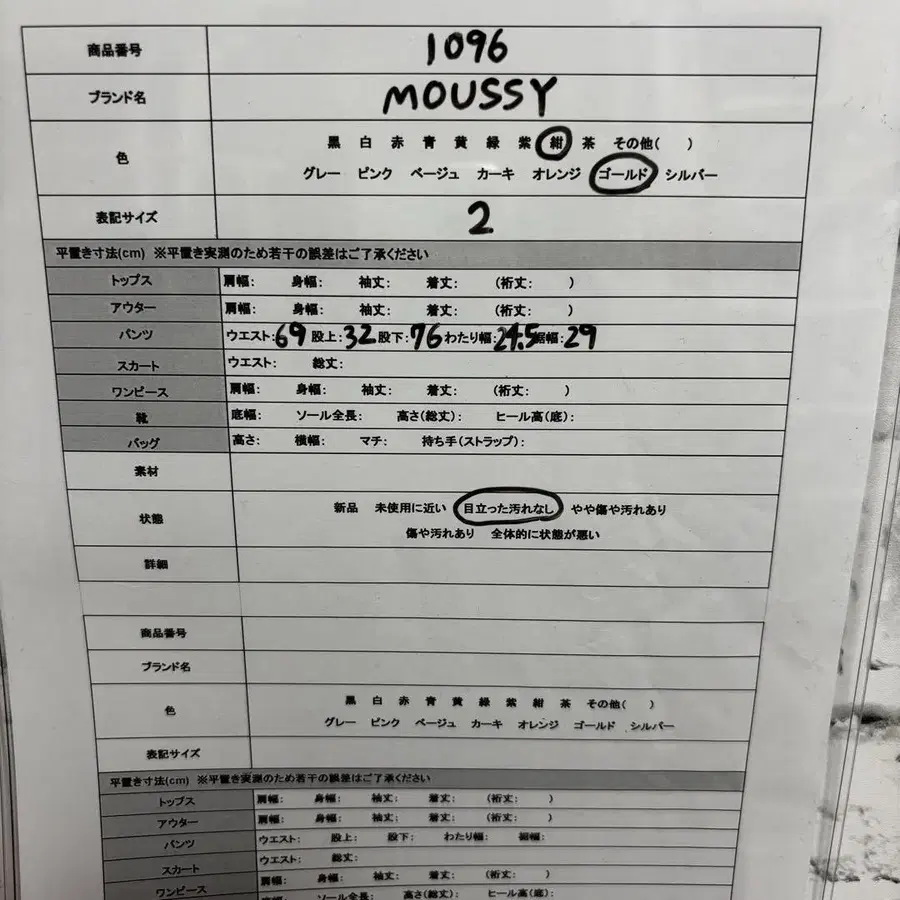 商品番号 1096
ブランド名 MOUSSY
色 黒 白 赤 青 黄 緑 紫 紺 茶 その他( )
グレー ピンク ベージュ カーキ オレンジ ゴールド シルバー
表記サイズ 2
平置き寸法(cm) ※平置き実測のため若干の誤差はご了承ください
トップス 肩幅: 身幅: 袖丈: 着丈: (裄丈: )
アウター 肩幅: 身幅: 袖丈: 着丈: (裄丈: )
パンツ ウエスト:69 股上:32 股下:76 わたり幅:24.5 裾幅:29
スカート ウエスト: 総丈:
ワンピース 肩幅: 身幅: 袖丈: 着丈: (裄丈: )
靴 底幅: ソール全長: 高さ(総丈): ヒール高(底):
バッグ 高さ: 横幅: マチ: 持ち手(ストラップ):
素材
状態 新品 未使用に近い 目立った汚れなし やや傷や汚れあり
傷や汚れあり 全体的に状態が悪い
詳細
商品番号
ブランド名
色 黒 白 赤 青 黄 緑 紫 紺 茶 その他( )
グレー ピンク ベージュ カーキ オレンジ ゴールド シルバー
表記サイズ
平置き寸法(cm) ※平置き実測のため若干の誤差はご了承ください
トップス 肩幅: 身幅: 袖丈: 着丈: (裄丈: )
アウター 肩幅: 身幅: 袖丈: 着丈: (裄丈: )
パンツ ウエスト: 股上: 股下: わたり幅: 裾幅:
スカート ウエスト: 総丈:
ワンピース 肩幅: 身幅: 袖丈: 着丈: (裄丈: )
ソール全長: 高さ(総丈): ヒール高(底):